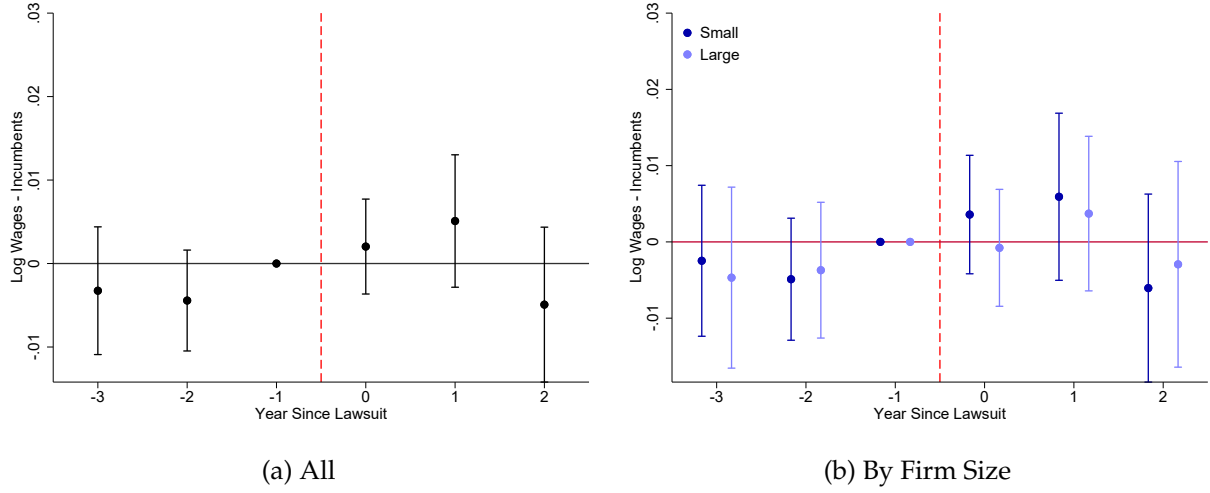 .03
.02
.01
0
-.01
Log Wages - Incumbents
-3 -2 -1 0 1 2
Year Since Lawsuit
(a) All
.03
.02
.01
0
-.01
Log Wages - Incumbents
Small
Large
-3 -2 -1 0 1 2
Year Since Lawsuit
(b) By Firm Size